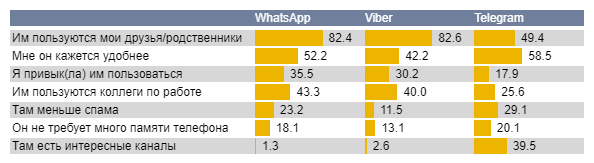 WhatsApp Viber Telegram
Им пользуются мои друзья/родственники 82.4 82.6 49.4
Мне он кажется удобнее 52.2 42.2 58.5
Я привык(ла) им пользоваться 35.5 30.2 17.9
Им пользуются коллеги по работе 43.3 40.0 25.6
Там меньше спама 23.2 11.5 29.1
Он не требует много памяти телефона 18.1 13.1 20.1
Там есть интересные каналы 1.3 2.6 39.5